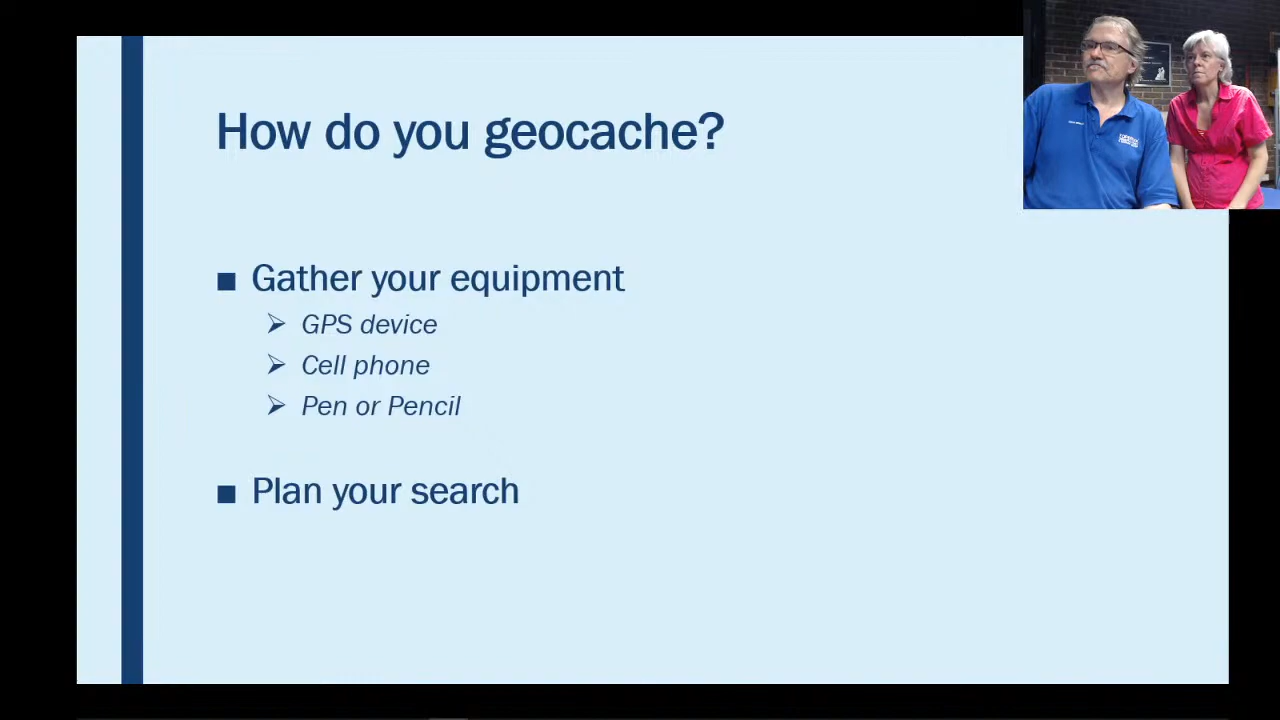 How do you geocache?
■ Gather your equipment
➢ GPS device
➢ Cell phone
➢ Pen or Pencil
■ Plan your search